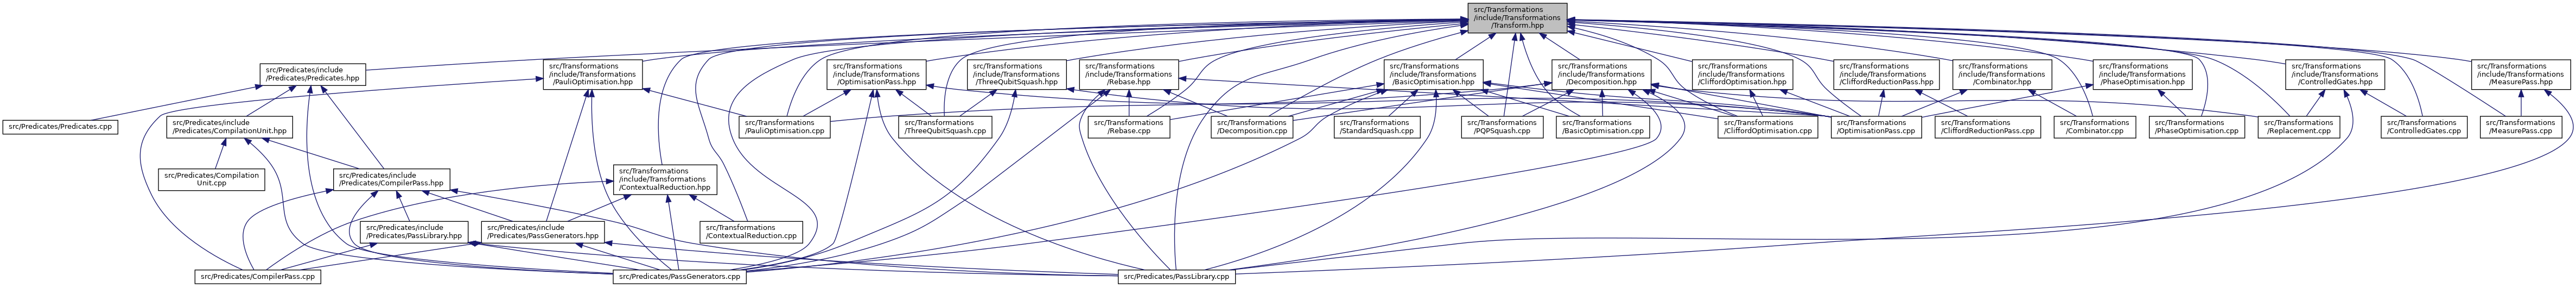 src/Transformations
/include/Transformations
/Transform.hpp
src/Predicates/include
/Predicates/Predicates.hpp
src/Transformations
/include/Transformations
/PauliOptimisation.hpp
src/Transformations
/include/Transformations
/OptimisationPass.hpp
src/Transformations
/include/Transformations
/ThreeQubitSquash.hpp
src/Transformations
/include/Transformations
/Rebase.hpp
src/Transformations
/include/Transformations
/BasicOptimisation.hpp
src/Transformations
/include/Transformations
/Decomposition.hpp
src/Transformations
/include/Transformations
/CliffordOptimisation.hpp
src/Transformations
/include/Transformations
/CliffordReductionPass.hpp
src/Transformations
/include/Transformations
/Combinator.hpp
src/Transformations
/include/Transformations
/PhaseOptimisation.hpp
src/Transformations
/include/Transformations
/ControlledGates.hpp
src/Transformations
/include/Transformations
/MeasurePass.hpp
src/Predicates/Predicates.cpp
src/Predicates/include
/Predicates/CompilationUnit.hpp
src/Transformations
/PauliOptimisation.cpp
src/Transformations
/ThreeQubitSquash.cpp
src/Transformations
/Rebase.cpp
src/Transformations
/Decomposition.cpp
src/Transformations
/StandardSquash.cpp
src/Transformations
/PQPSquash.cpp
src/Transformations
/BasicOptimisation.cpp
src/Transformations
/CliffordOptimisation.cpp
src/Transformations
/OptimisationPass.cpp
src/Transformations
/CliffordReductionPass.cpp
src/Transformations
/Combinator.cpp
src/Transformations
/PhaseOptimisation.cpp
src/Transformations
/Replacement.cpp
src/Transformations
/ControlledGates.cpp
src/Transformations
/MeasurePass.cpp
src/Predicates/Compilation
Unit.cpp
src/Predicates/include
/Predicates/CompilerPass.hpp
src/Transformations
/include/Transformations
/ContextualReduction.hpp
src/Predicates/include
/Predicates/PassLibrary.hpp
src/Predicates/include
/Predicates/PassGenerators.hpp
src/Transformations
/ContextualReduction.cpp
src/Predicates/CompilerPass.cpp
src/Predicates/PassGenerators.cpp
src/Predicates/PassLibrary.cpp